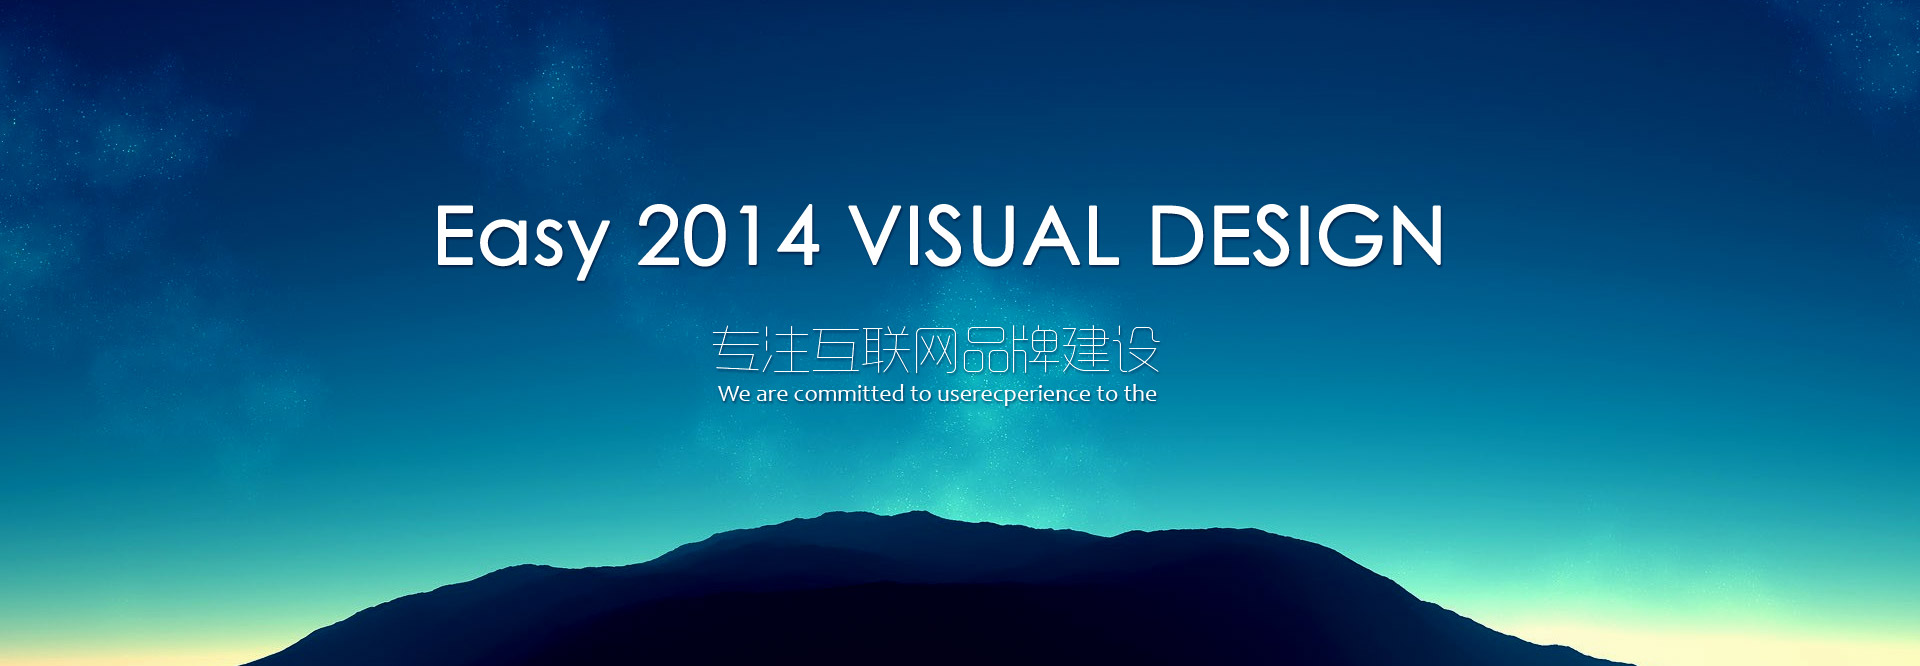 Easy 2014 VISUAL DESIGN
专注互联网品牌建设
We are committed to userecperience to the